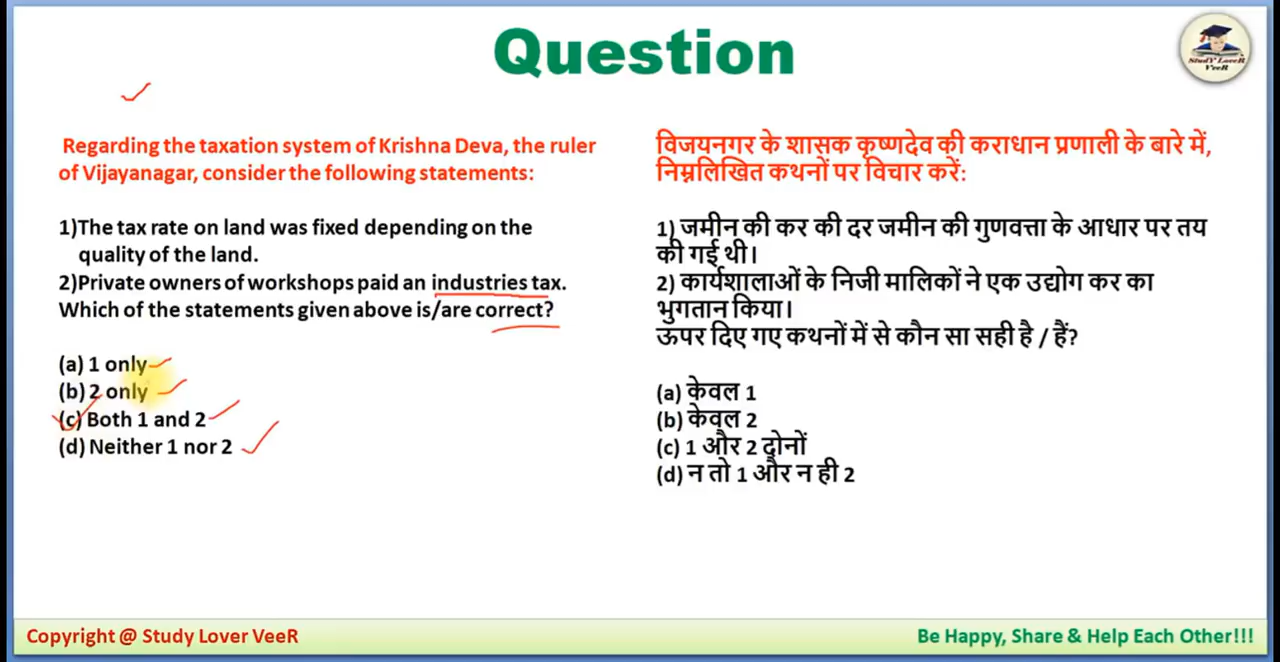 Question
StudY LoveR
VeeR
Regarding the taxation system of Krishna Deva, the ruler
of Vijayanagar, consider the following statements:
1)The tax rate on land was fixed depending on the
quality of the land.
2)Private owners of workshops paid an industries tax.
Which of the statements given above is/are correct?
(a) 1 only
(b) 2 only
(c) Both 1 and 2
(d) Neither 1 nor 2
विजयनगर के शासक कृष्णदेव की कराधान प्रणाली के बारे में,
निम्नलिखित कथनों पर विचार करें:
1) जमीन की कर की दर जमीन की गुणवत्ता के आधार पर तय
की गई थी।
2) कार्यशालाओं के निजी मालिकों ने एक उद्योग कर का
भुगतान किया।
ऊपर दिए गए कथनों में से कौन सा सही है / हैं?
(a) केवल 1
(b) केवल 2
(c) 1 और 2 दोनों
(d) न तो 1 और न ही 2
Copyright @ Study Lover VeeR
Be Happy, Share & Help Each Other!!!